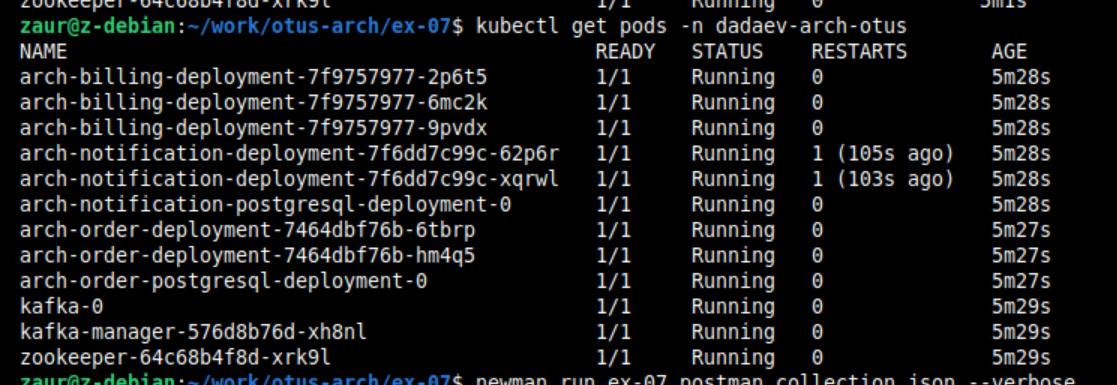 zookeeper-64c68b4f8d-xrk9l 1/1 Running 0 5m1s
zaur@z-debian:~/work/otus-arch/ex-07$ kubectl get pods -n dadaev-arch-otus
NAME READY STATUS RESTARTS AGE
arch-billing-deployment-7f9757977-2p6t5 1/1 Running 0 5m28s
arch-billing-deployment-7f9757977-6mc2k 1/1 Running 0 5m28s
arch-billing-deployment-7f9757977-9pvdx 1/1 Running 0 5m28s
arch-notification-deployment-7f6dd7c99c-62p6r 1/1 Running 1 (105s ago) 5m28s
arch-notification-deployment-7f6dd7c99c-xqrwl 1/1 Running 1 (103s ago) 5m28s
arch-notification-postgresql-deployment-0 1/1 Running 0 5m28s
arch-order-deployment-7464dbf76b-6tbrp 1/1 Running 0 5m27s
arch-order-deployment-7464dbf76b-hm4q5 1/1 Running 0 5m27s
arch-order-postgresql-deployment-0 1/1 Running 0 5m27s
kafka-0 1/1 Running 0 5m29s
kafka-manager-576d8b76d-xh8nl 1/1 Running 0 5m29s
zookeeper-64c68b4f8d-xrk9l 1/1 Running 0 5m29s
zaur@z-debian:~/work/otus-arch/ex-07$ newman run ex-07.postman_collection.json --verbose